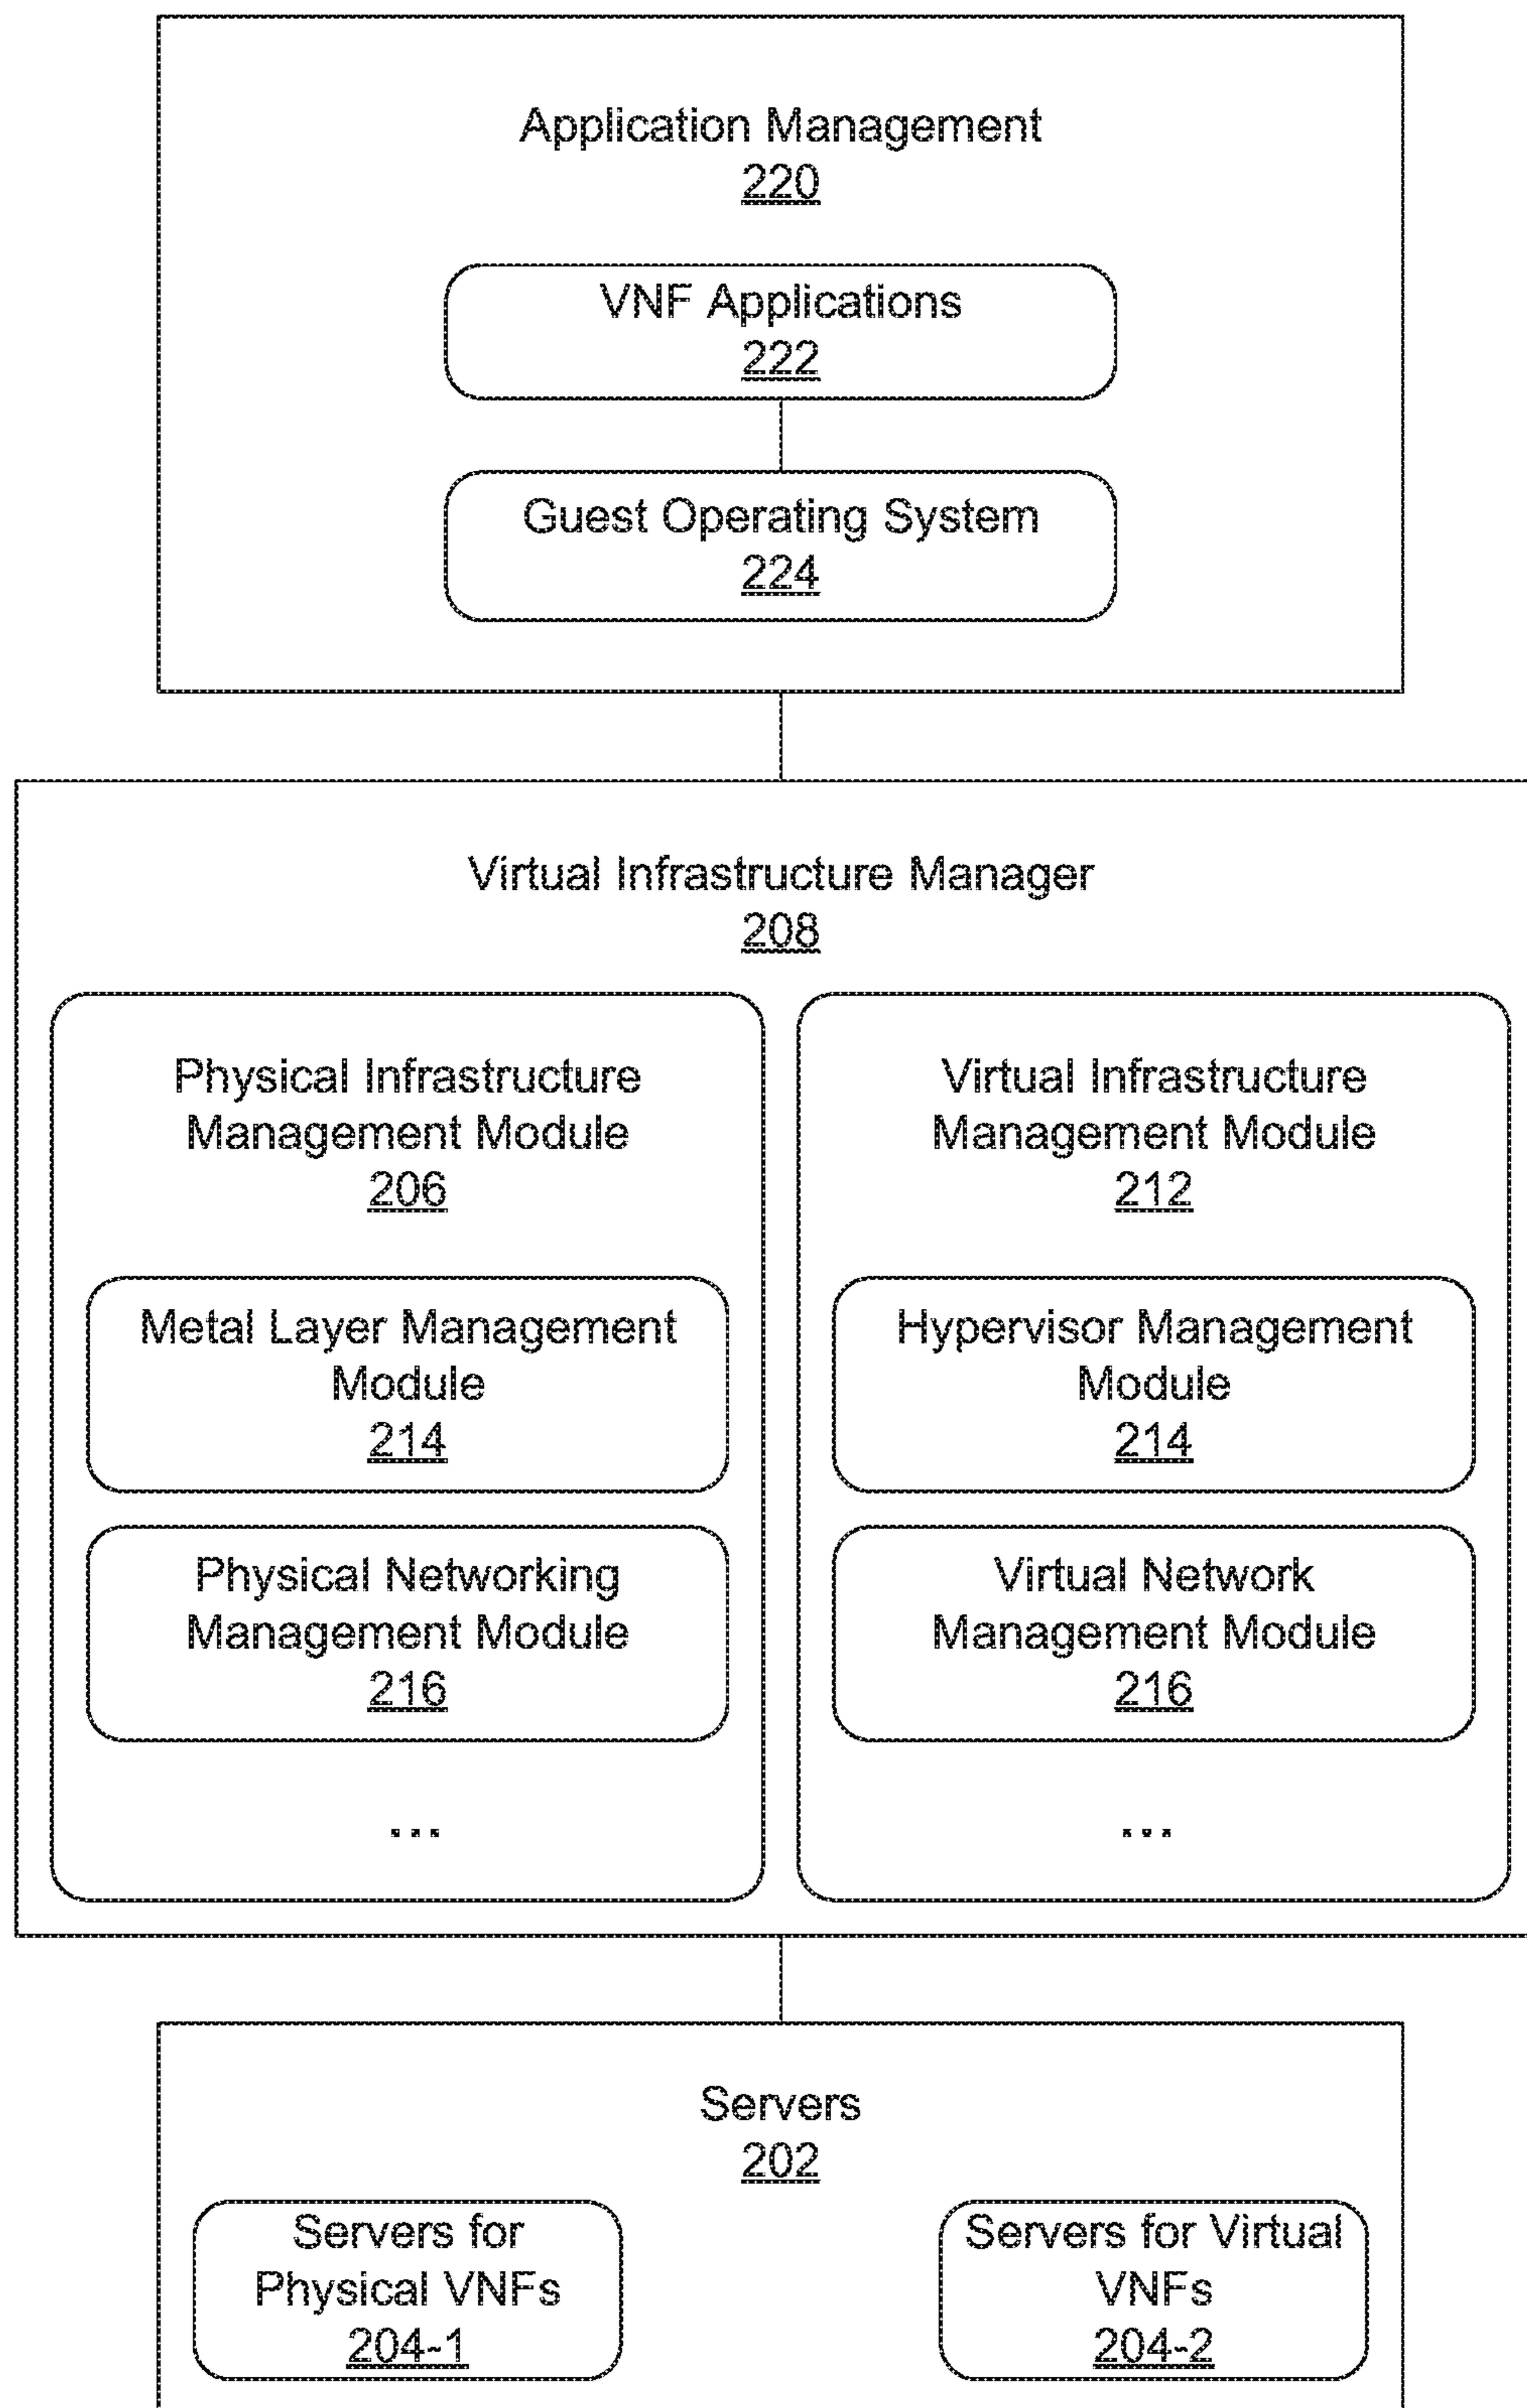 Application Management
220
VNF Applications
222
Guest Operating System
224
Virtual Infrastructure Manager
208
Physical Infrastructure
Management Module
206
Metal Layer Management
Module
214
Physical Networking
Management Module
216
...
Virtual Infrastructure
Management Module
212
Hypervisor Management
Module
214
Virtual Network
Management Module
216
...
Servers
202
Servers for
Physical VNFs
204-1
Servers for Virtual
VNFs
204-2